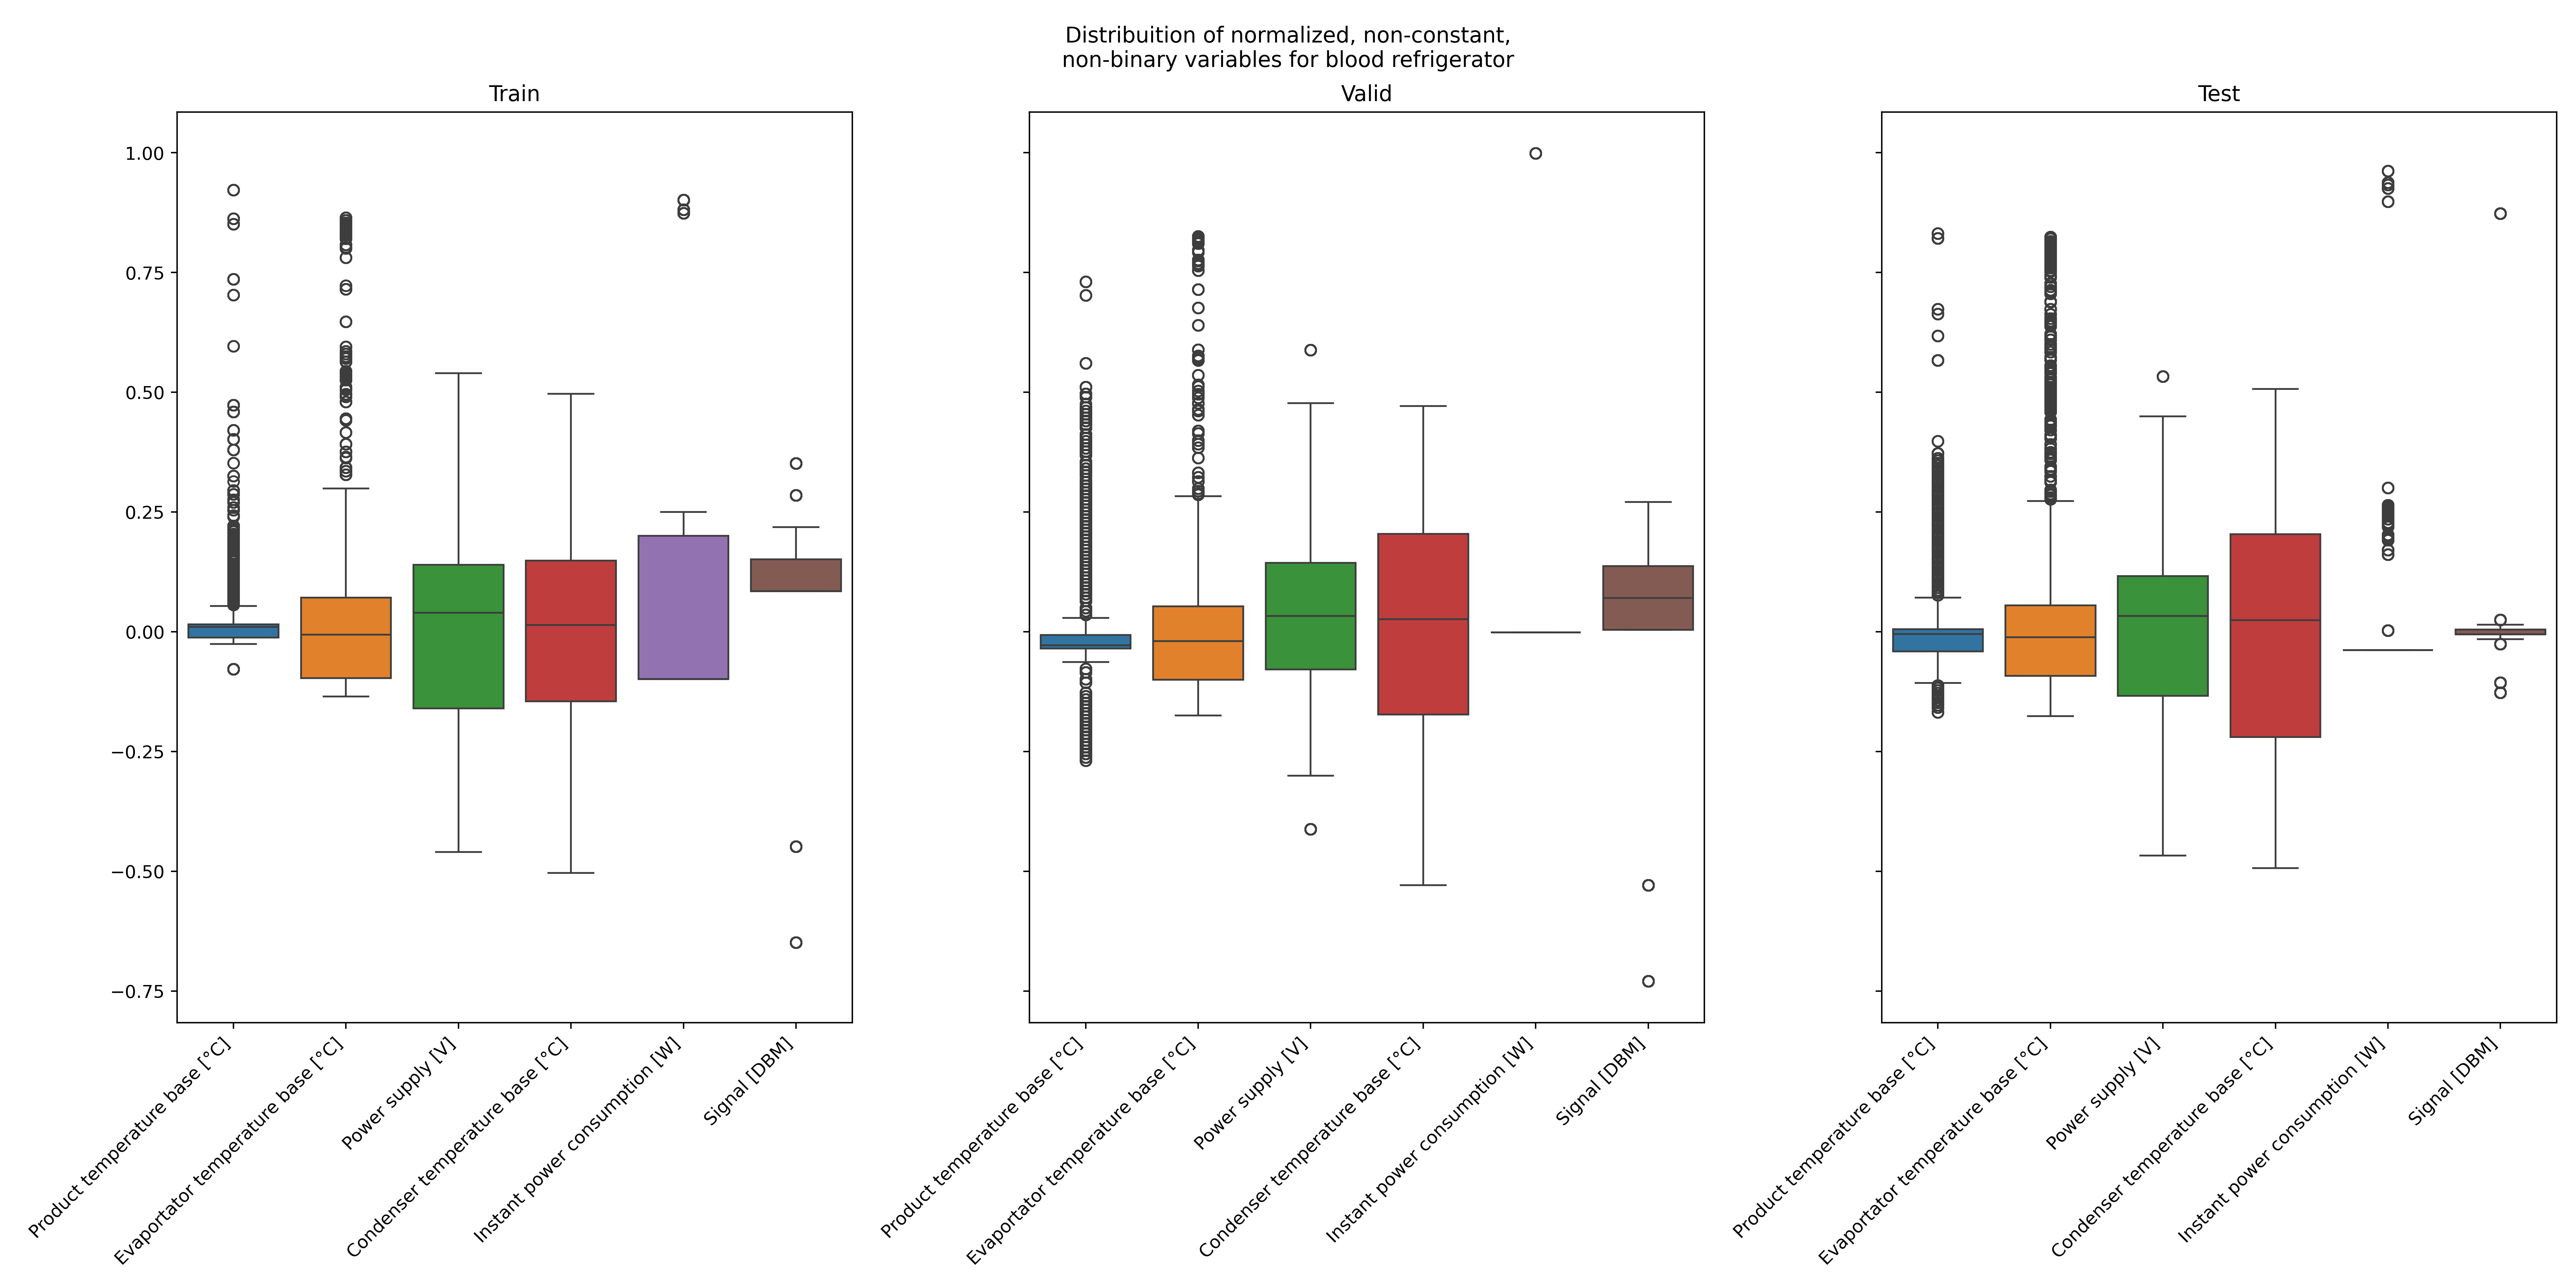 Distribuition of normalized, non-constant,
non-binary variables for blood refrigerator
Train
Valid
Test
1.00
0.75
0.50
0.25
0.00
−0.25
−0.50
−0.75
Product temperature base [°C]
Evaportator temperature base [°C]
Power supply [V]
Condenser temperature base [°C]
Instant power consumption [W]
Signal [DBM]
Product temperature base [°C]
Evaportator temperature base [°C]
Power supply [V]
Condenser temperature base [°C]
Instant power consumption [W]
Signal [DBM]
Product temperature base [°C]
Evaportator temperature base [°C]
Power supply [V]
Condenser temperature base [°C]
Instant power consumption [W]
Signal [DBM]